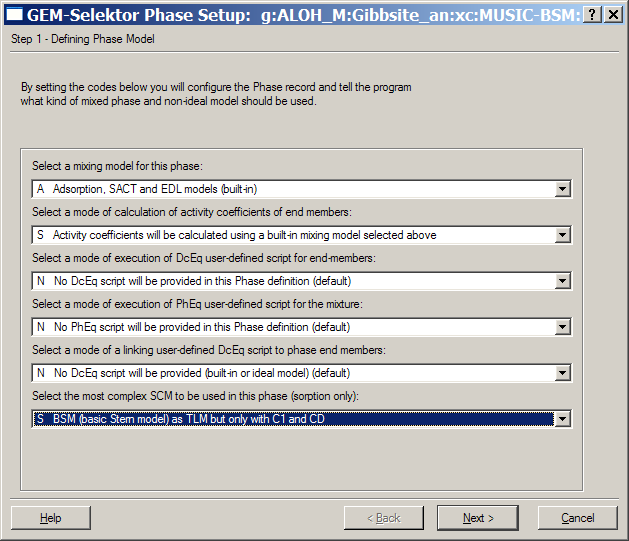 GEM-Selektor Phase Setup:  g:ALOH_M:Gibbsite_an:xc:MUSIC-BSM:
Step 1 - Defining Phase Model
By setting the codes below you will configure the Phase record and tell the program
what kind of mixed phase and non-ideal model should be used.
Select a mixing model for this phase:
A  Adsorption, SACT and EDL models (built-in)
Select a mode of calculation of activity coefficients of end members:
S  Activity coefficients will be calculated using a built-in mixing model selected above
Select a mode of execution of DcEq user-defined script for end-members:
N  No DcEq script will be provided in this Phase definition (default)
Select a mode of execution of PhEq user-defined script for the mixture:
N  No PhEq script will be provided in this Phase definition (default)
Select a mode of a linking user-defined DcEq script to phase end members:
N  No DcEq script will be provided (built-in or ideal model) (default)
Select the most complex SCM to be used in this phase (sorption only):
S  BSM (basic Stern model) as TLM but only with C1 and CD
Help
< Back
Next >
Cancel